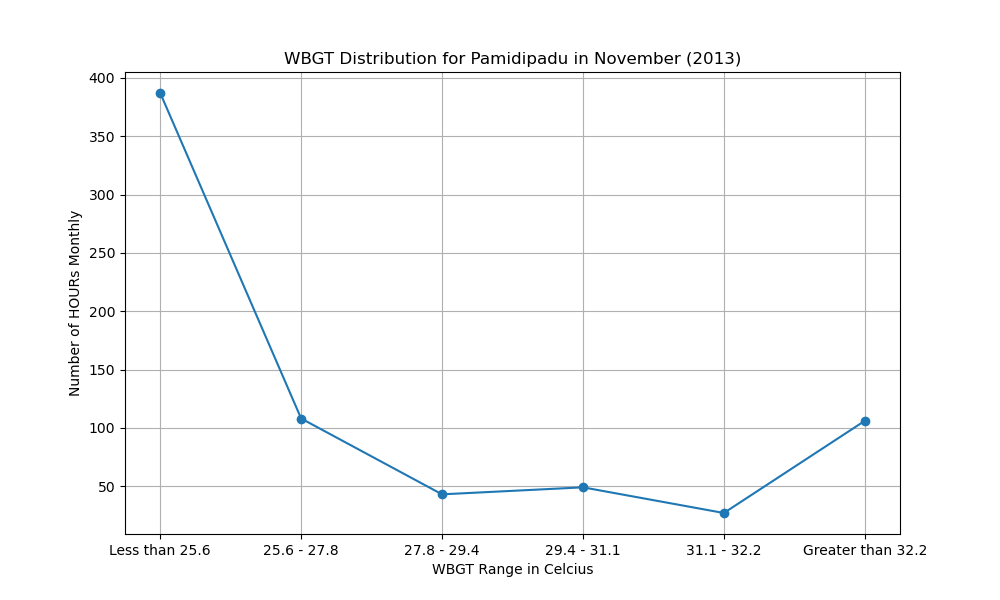 WBGT Distribution for Pamidipadu in November (2013)
Number of HOURs Monthly
400
350
300
250
200
150
100
50
Less than 25.6
25.6 - 27.8
27.8 - 29.4
29.4 - 31.1
31.1 - 32.2
Greater than 32.2
WBGT Range in Celcius